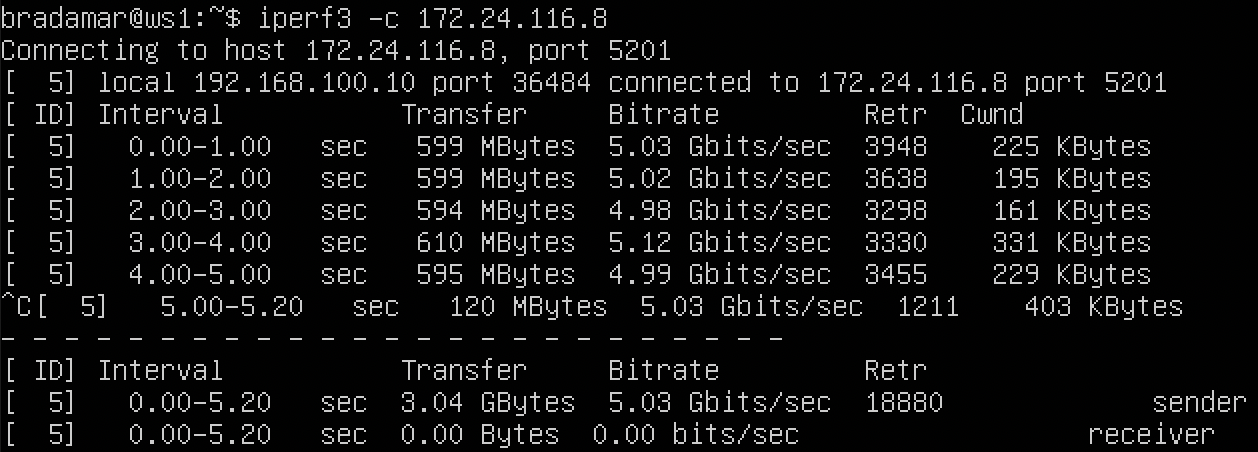 bradamar@ws1:~$ iperf3 -c 172.24.116.8
Connecting to host 172.24.116.8, port 5201
[  5] local 192.168.100.10 port 36484 connected to 172.24.116.8 port 5201
[ ID] Interval           Transfer     Bitrate         Retr  Cwnd
[  5]   0.00-1.00   sec   599 MBytes  5.03 Gbits/sec  3948    225 KBytes
[  5]   1.00-2.00   sec   599 MBytes  5.02 Gbits/sec  3638    195 KBytes
[  5]   2.00-3.00   sec   594 MBytes  4.98 Gbits/sec  3298    161 KBytes
[  5]   3.00-4.00   sec   610 MBytes  5.12 Gbits/sec  3330    331 KBytes
[  5]   4.00-5.00   sec   595 MBytes  4.99 Gbits/sec  3455    229 KBytes
^C[  5]   5.00-5.20   sec   120 MBytes  5.03 Gbits/sec  1211    403 KBytes
- - - - - - - - - - - - - - - - - - - - - - - - -
[ ID] Interval           Transfer     Bitrate         Retr
[  5]   0.00-5.20   sec  3.04 GBytes  5.03 Gbits/sec  18880             sender
[  5]   0.00-5.20   sec  0.00 Bytes  0.00 bits/sec                  receiver